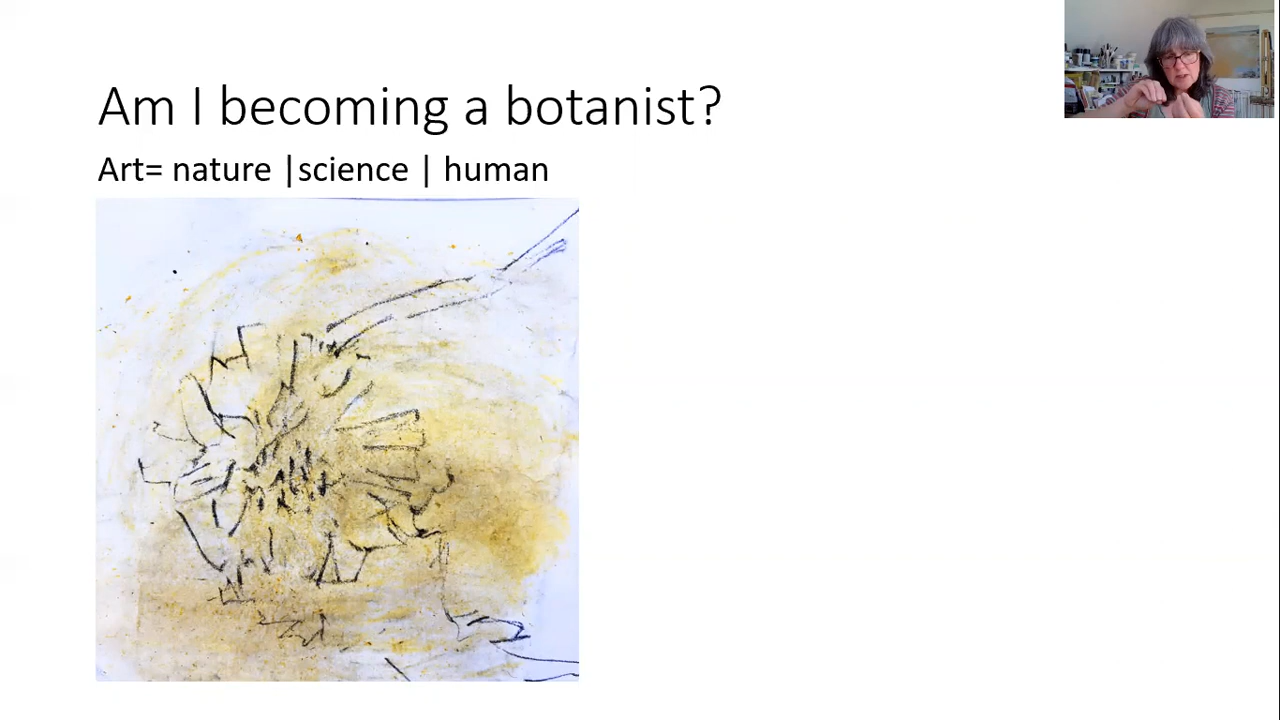 Am I becoming a botanist?
Art= nature |science | human